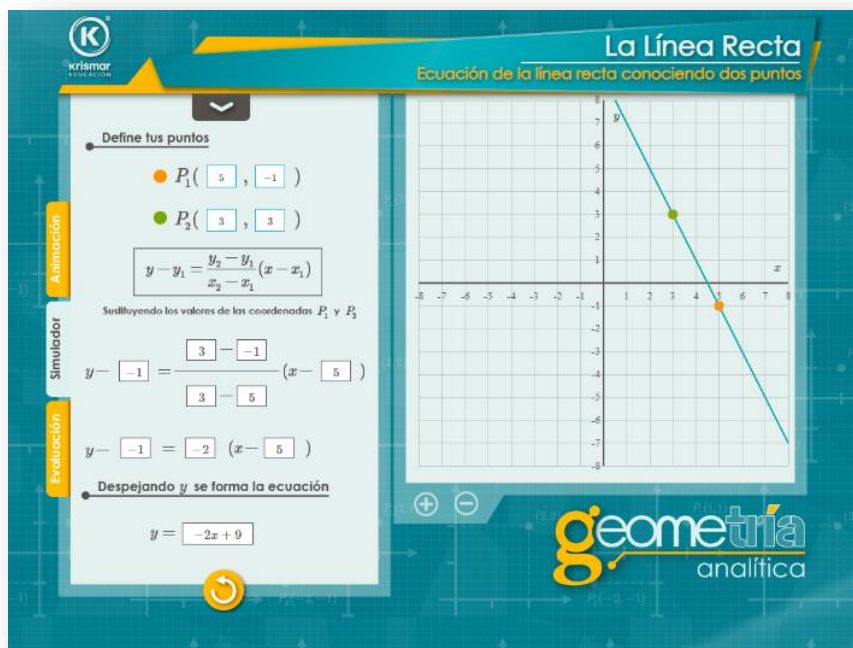 K
Krismar
EDUCACIÓN
La Línea Recta
Ecuación de la línea recta conociendo dos puntos
Define tus puntos
P₁( 5 , -1 )
P₂( 3 , 3 )
y − y₁ = (y₂ − y₁)/(x₂ − x₁) (x − x₁)
Sustituyendo los valores de las coordenadas P₁ y P₂
y − -1 = (3 − -1)/(3 − 5) (x − 5)
y − -1 = -2 (x − 5)
Despejando y se forma la ecuación
y = −2x + 9
Animación
Simulador
Evaluación
y
x
8
7
6
5
4
3
2
1
-1
-2
-3
-4
-5
-6
-7
-8
-8 -7 -6 -5 -4 -3 -2 -1 1 2 3 4 5 6 7 8
geometría
analítica